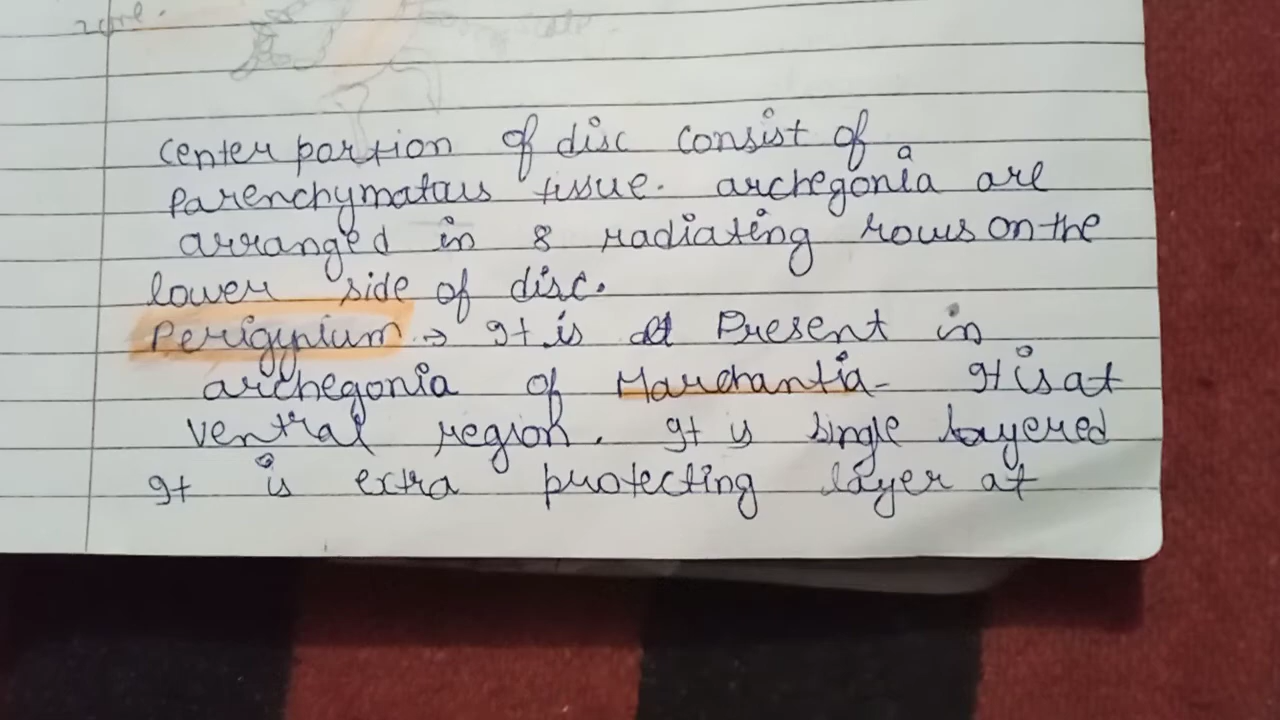 zone.
center portion of disc consist of
Parenchymatous tissue. archegonia are
arranged in 8 radiating rows on the
lower side of disc.
Perigynium → It is Present in
archegonia of Marchantia - It is at
ventral region. It is single layered
It is extra protecting layer at